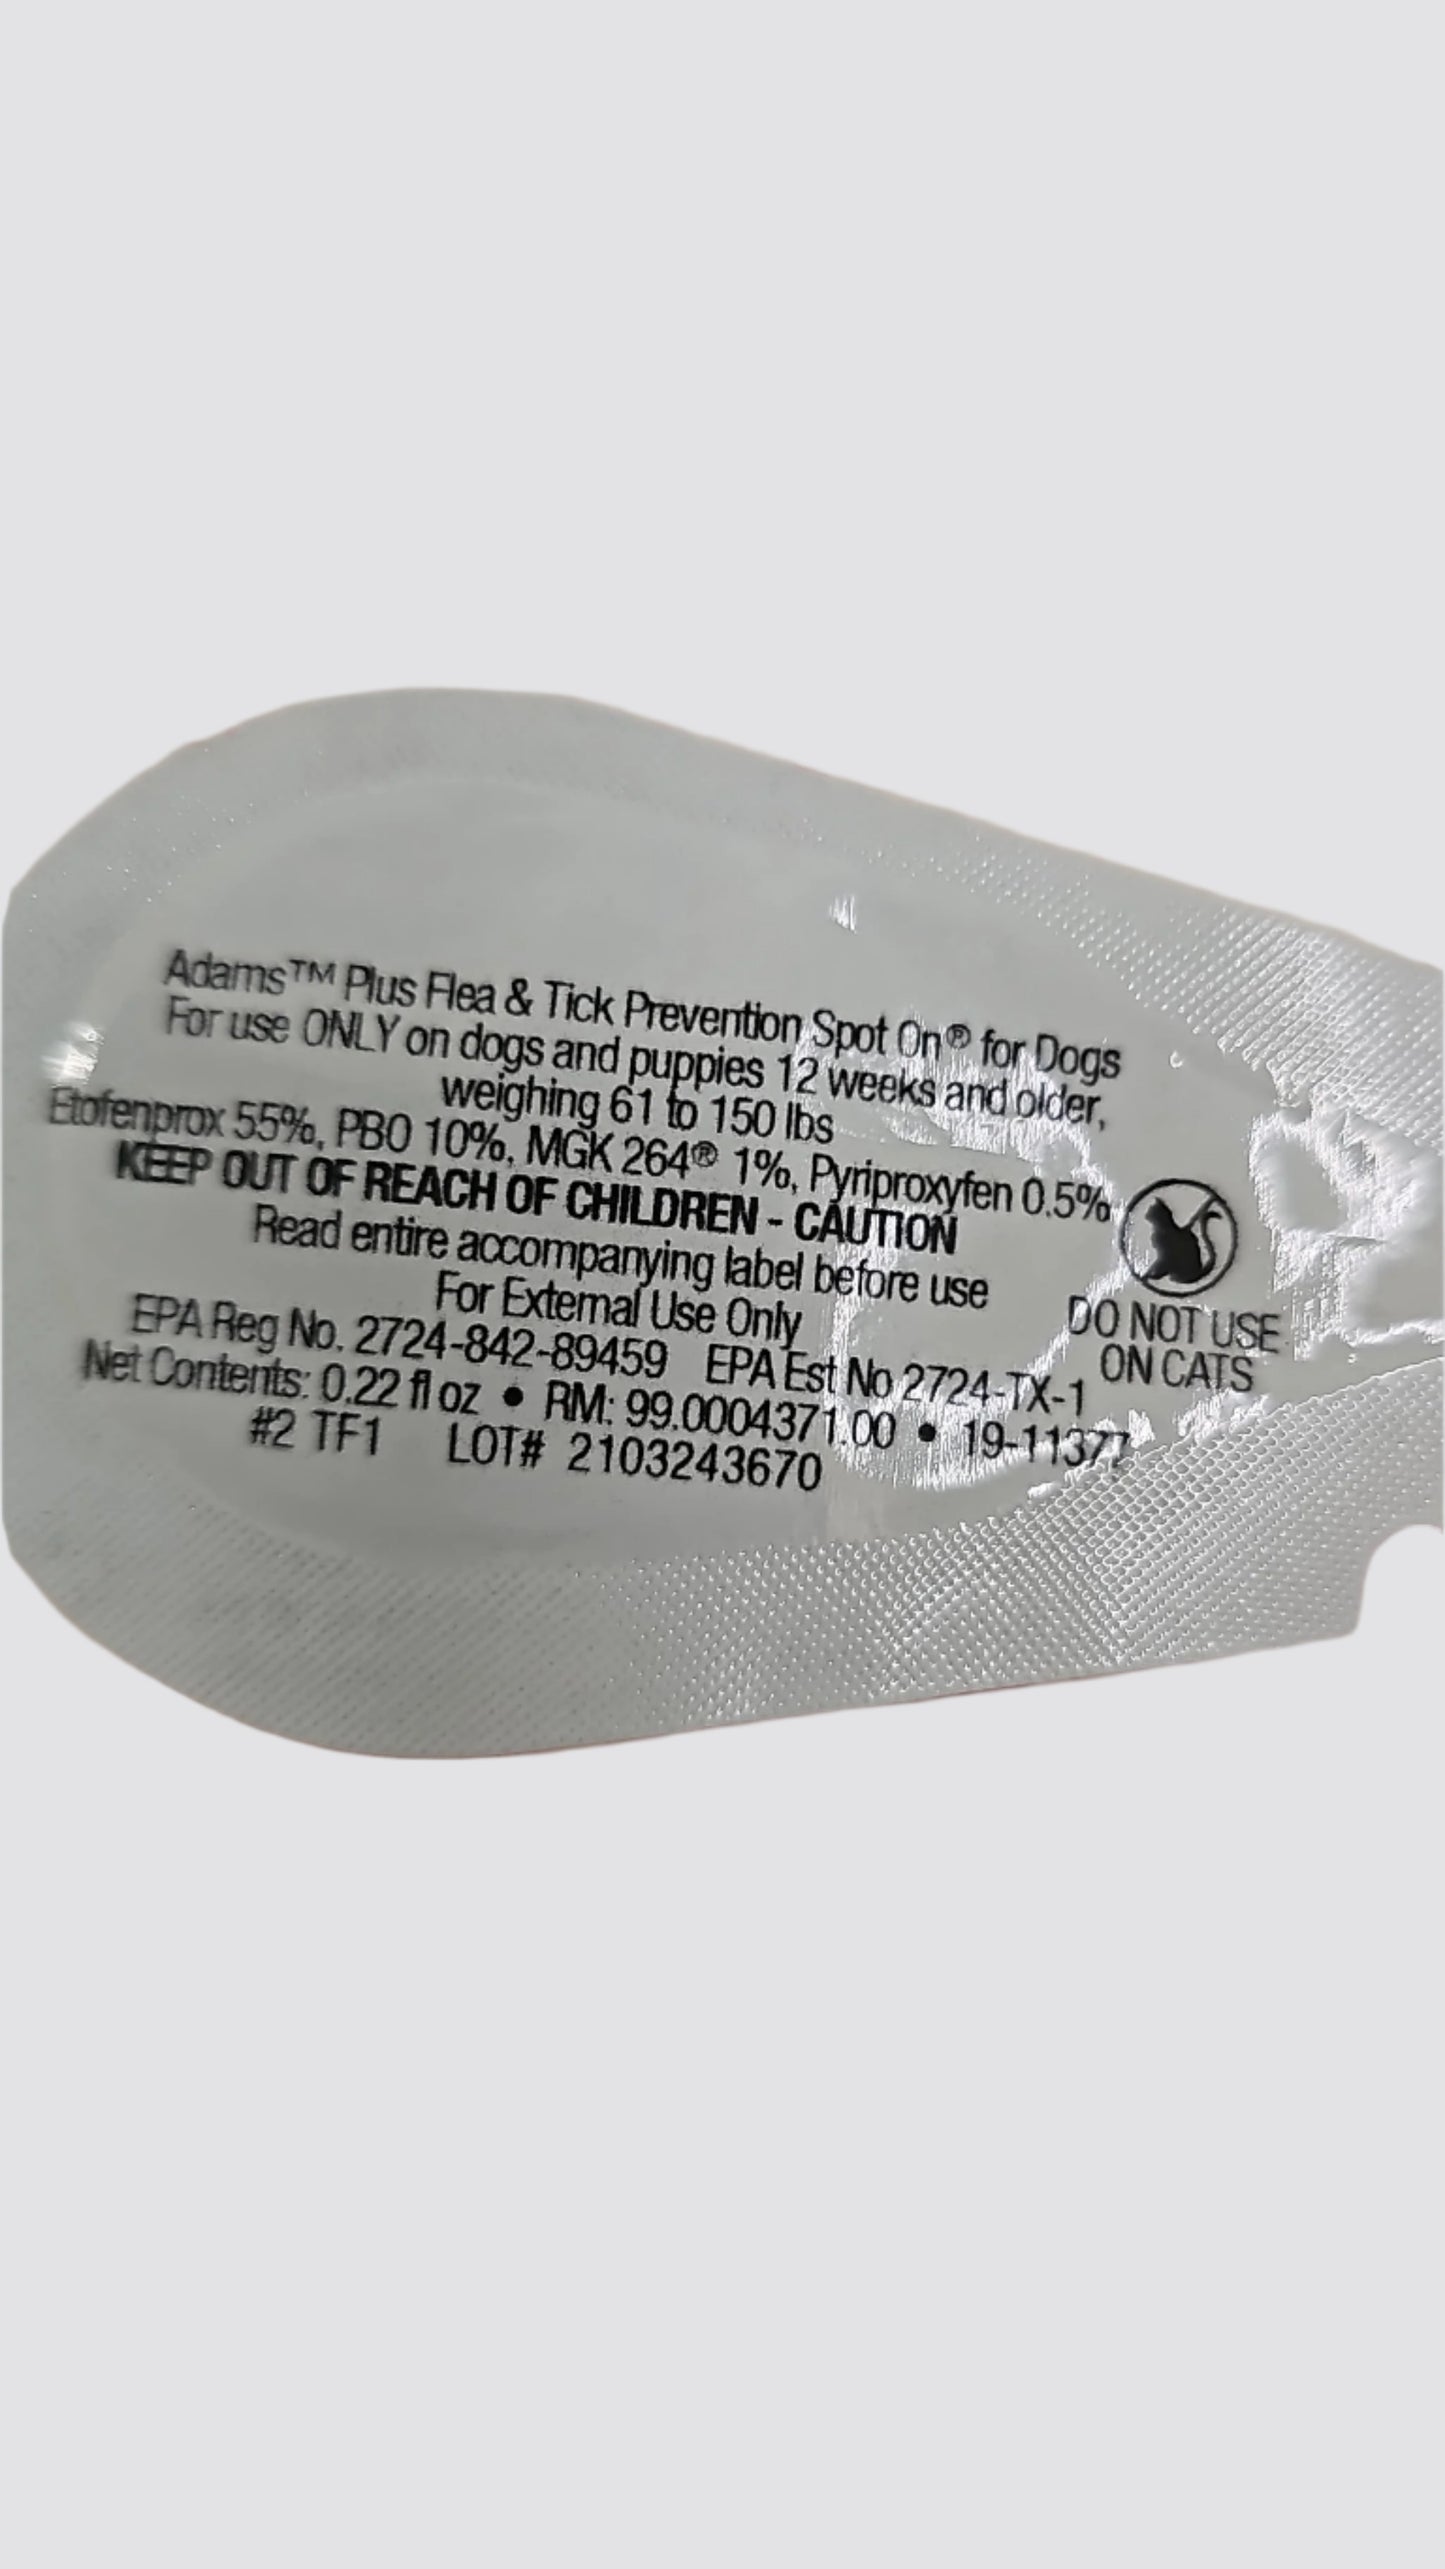 Adams™ Plus Flea & Tick Prevention Spot On® for Dogs
For use ONLY on dogs and puppies 12 weeks and older,
weighing 61 to 150 lbs
Etofenprox 55%, PBO 10%, MGK 264® 1%, Pyriproxyfen 0.5%
KEEP OUT OF REACH OF CHILDREN - CAUTION
Read entire accompanying label before use
For External Use Only
EPA Reg No. 2724-842-89459 EPA Est No 2724-TX-1
Net Contents: 0.22 fl oz • RM: 99.0004371.00 • 19-11377
#2 TF1 LOT# 2103243670
DO NOT USE
ON CATS